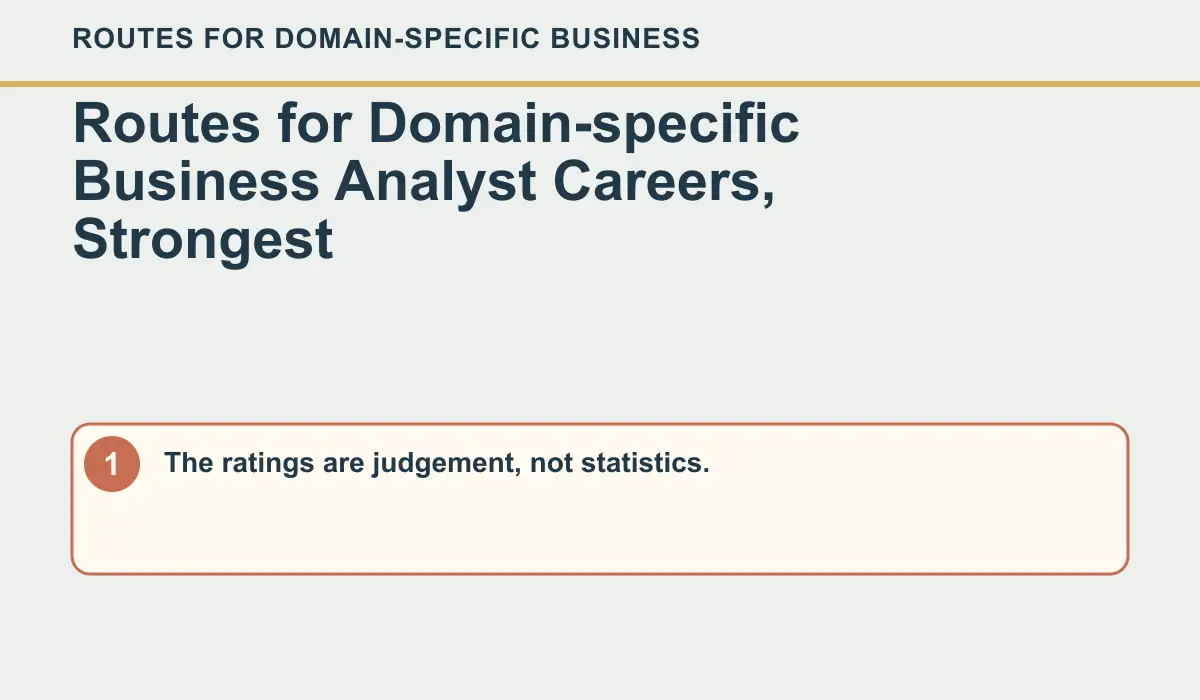 ROUTES FOR DOMAIN-SPECIFIC BUSINESS
Routes for Domain-specific
Business Analyst Careers,
Strongest
1 The ratings are judgement, not statistics.